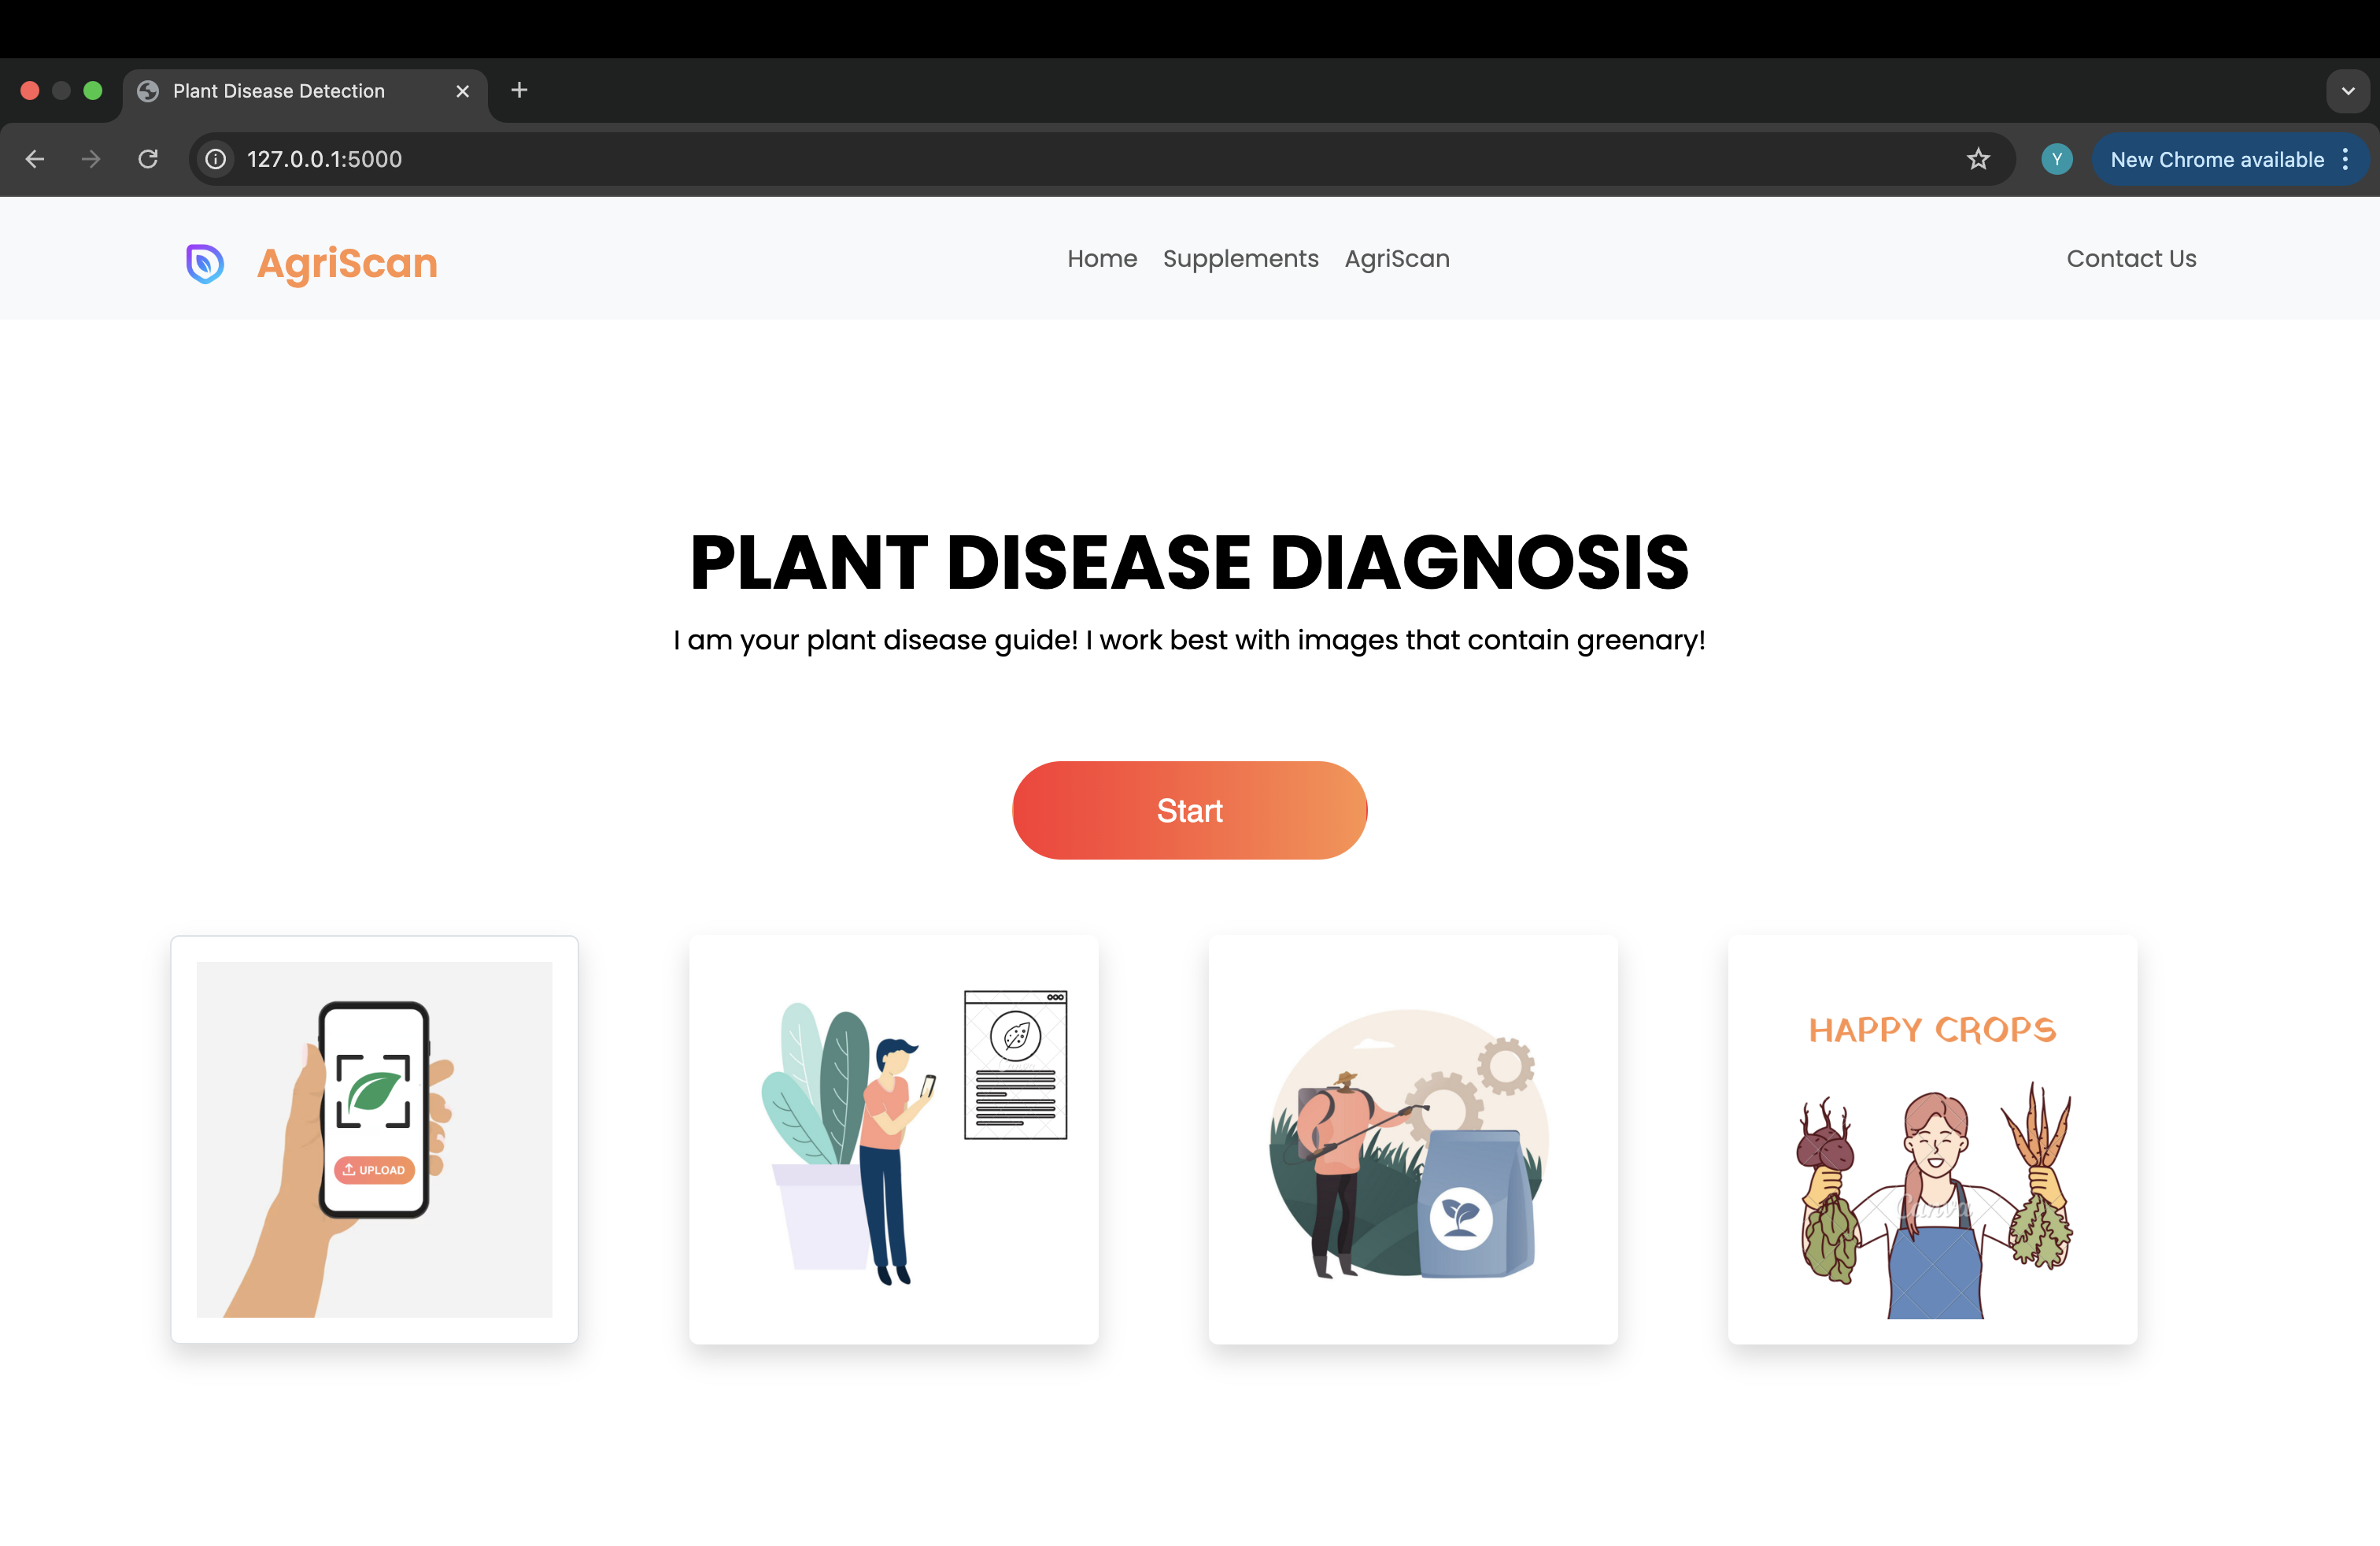 Plant Disease Detection
127.0.0.1:5000
New Chrome available
Y
AgriScan
Home Supplements AgriScan
Contact Us
PLANT DISEASE DIAGNOSIS
I am your plant disease guide! I work best with images that contain greenary!
Start
UPLOAD
HAPPY CROPS
Canva